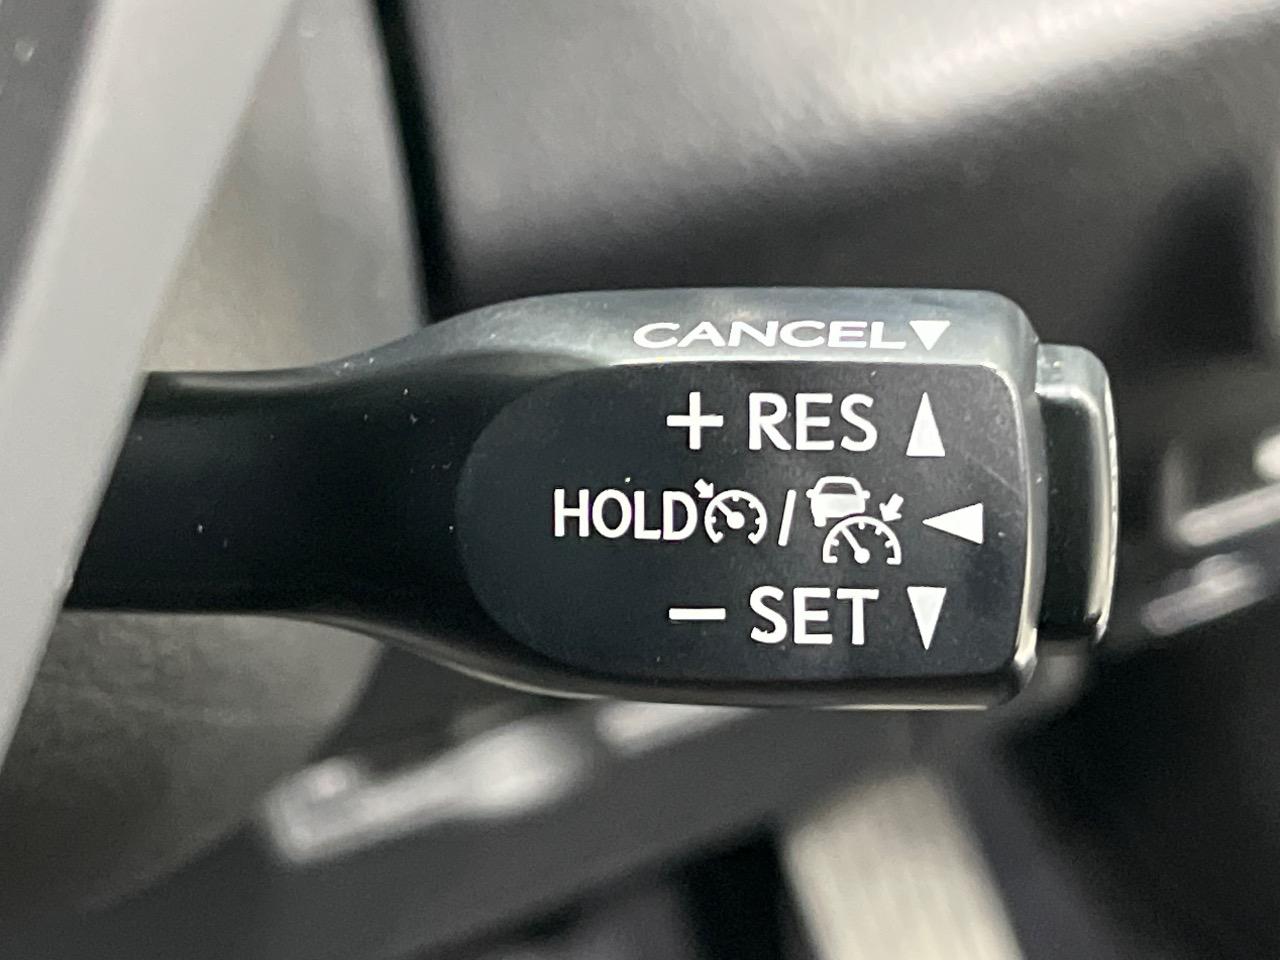 CANCEL▼
+ RES ▲
HOLD / ◀
− SET ▼